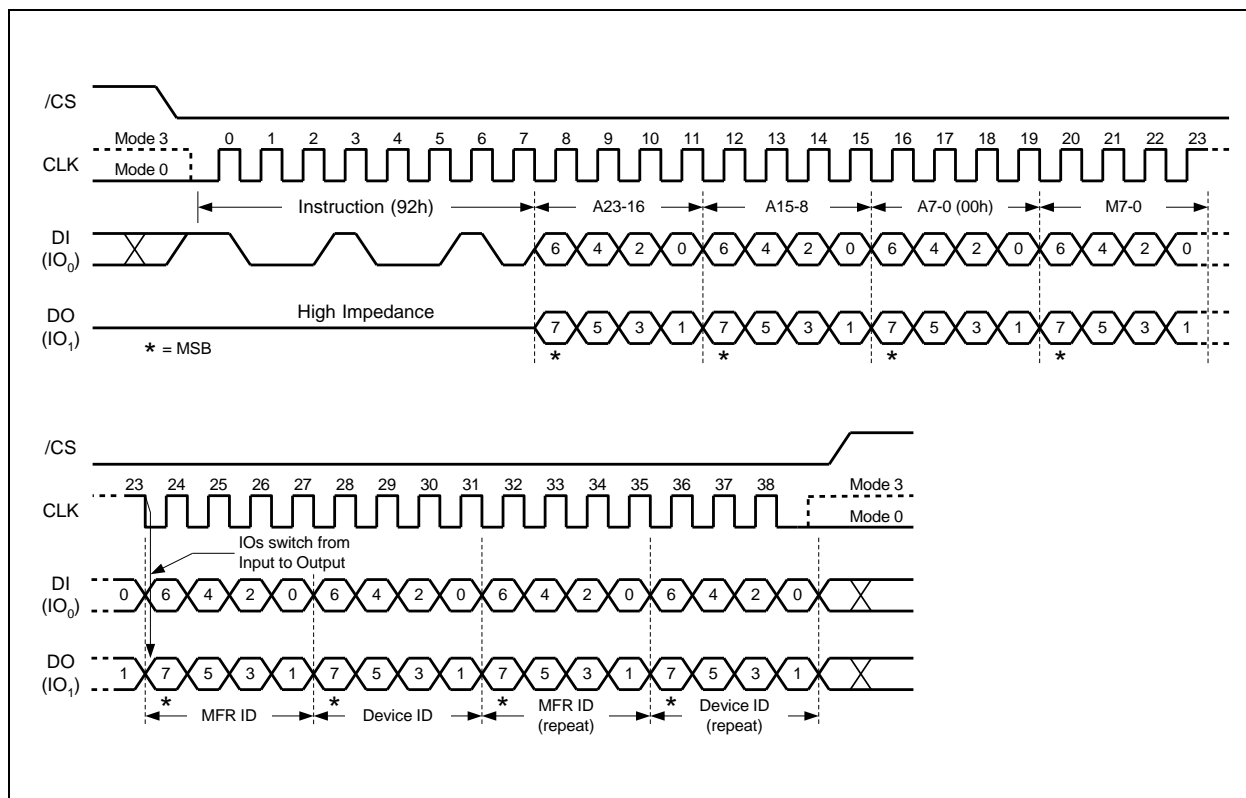 /CS
Mode 3 0 1 2 3 4 5 6 7 8 9 10 11 12 13 14 15 16 17 18 19 20 21 22 23
CLK Mode 0
Instruction (92h) A23-16 A15-8 A7-0 (00h) M7-0
DI
(IO0) 6 4 2 0 6 4 2 0 6 4 2 0 6 4 2 0
High Impedance
DO
(IO1) 7 5 3 1 7 5 3 1 7 5 3 1 7 5 3 1
* = MSB * * * *
/CS
23 24 25 26 27 28 29 30 31 32 33 34 35 36 37 38 Mode 3
CLK Mode 0
IOs switch from
Input to Output
DI
(IO0) 0 6 4 2 0 6 4 2 0 6 4 2 0 6 4 2 0
DO
(IO1) 1 7 5 3 1 7 5 3 1 7 5 3 1 7 5 3 1
* * * *
MFR ID Device ID MFR ID
(repeat) Device ID
(repeat)